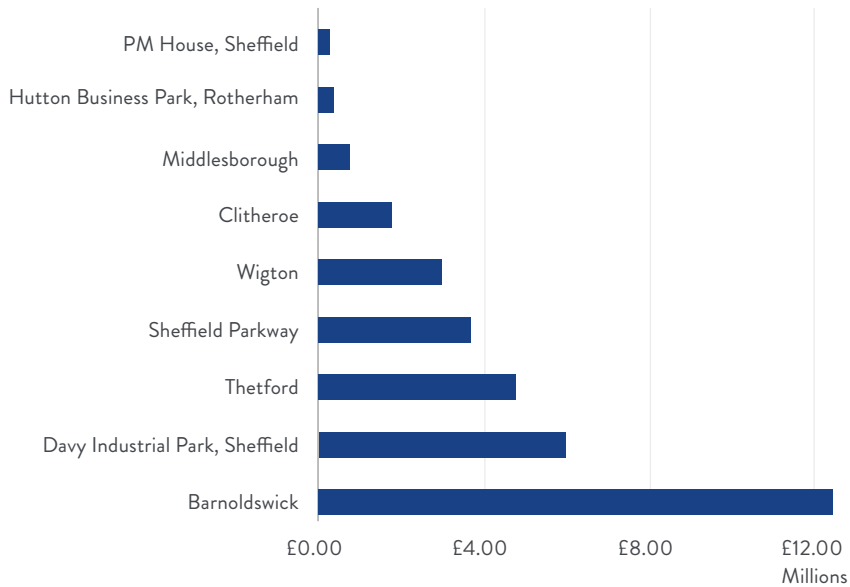 PM House, Sheffield
Hutton Business Park, Rotherham
Middlesborough
Clitheroe
Wigton
Sheffield Parkway
Thetford
Davy Industrial Park, Sheffield
Barnoldswick
£0.00 £4.00 £8.00 £12.00
Millions